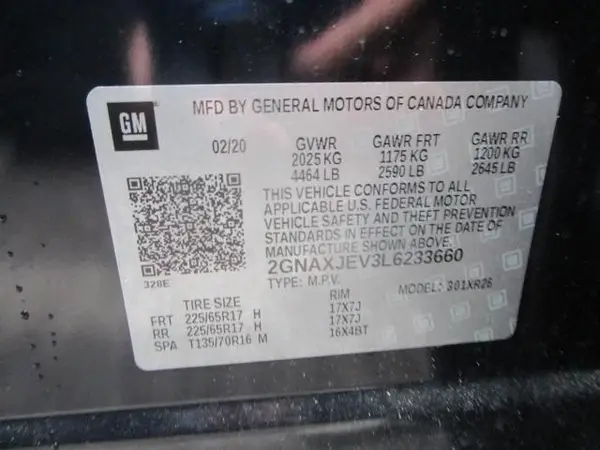 GM
MFD BY GENERAL MOTORS OF CANADA COMPANY
02/20 GVWR GAWR FRT GAWR RR
2025 KG 1175 KG 1200 KG
4464 LB 2590 LB 2645 LB
THIS VEHICLE CONFORMS TO ALL
APPLICABLE U.S. FEDERAL MOTOR
VEHICLE SAFETY AND THEFT PREVENTION
STANDARDS IN EFFECT ON THE DATE OF
MANUFACTURE SHOWN ABOVE.
2GNAXJEV3L6233660
328E
TYPE: M.P.V. MODEL: 301XR26
TIRE SIZE RIM
FRT 225/65R17 H 17X7J
RR 225/65R17 H 17X7J
SPA T135/70R16 M 16X4BT